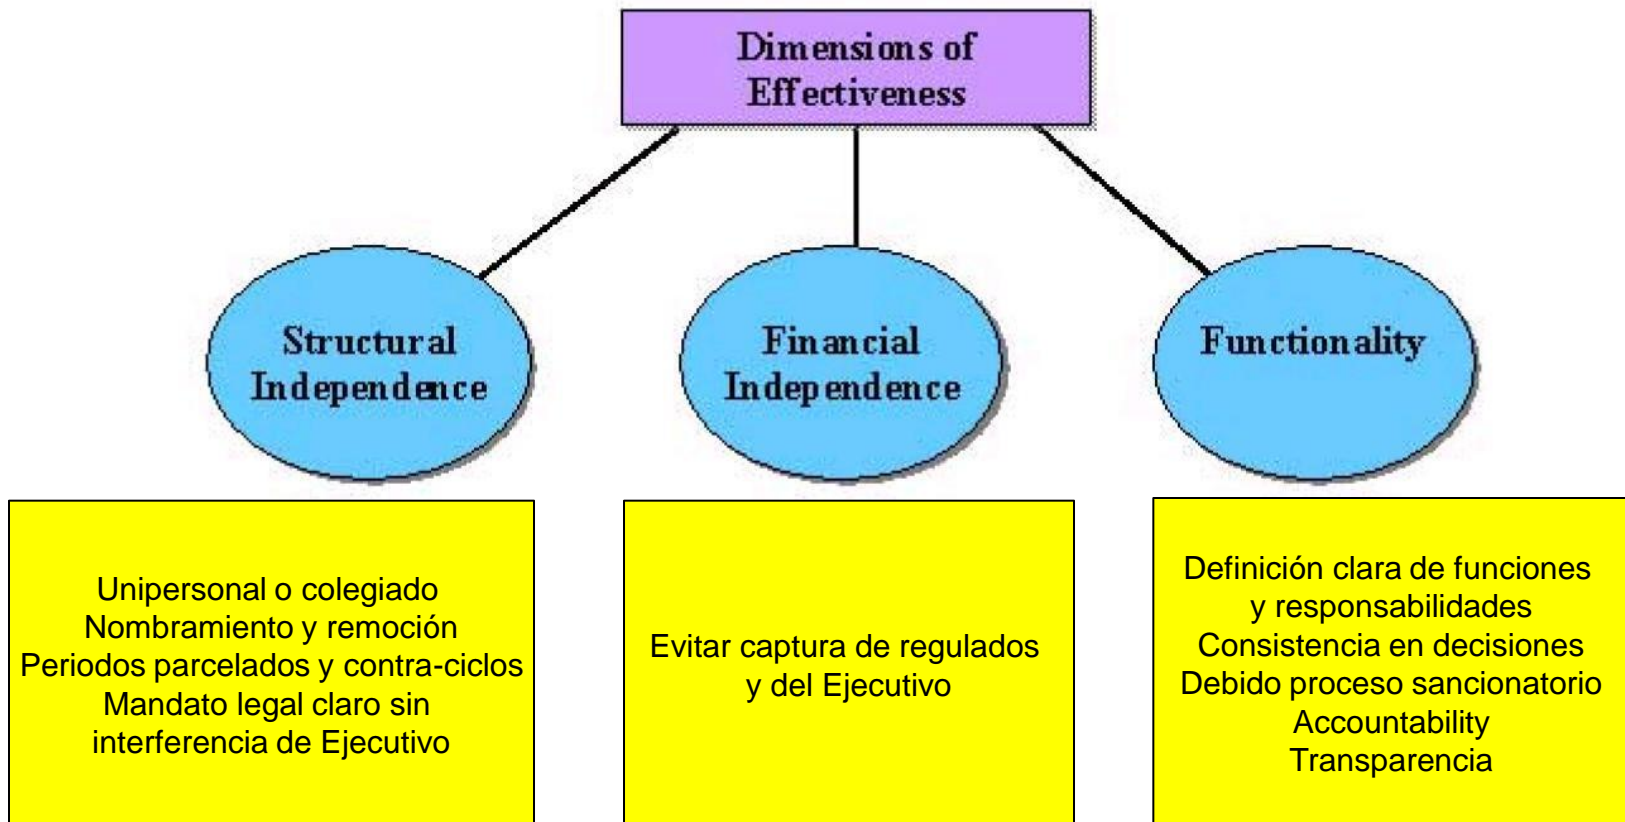 Dimensions of
Effectiveness
Structural
Independence
Financial
Independence
Functionality
Unipersonal o colegiado
Nombramiento y remoción
Periodos parcelados y contra-ciclos
Mandato legal claro sin
interferencia de Ejecutivo
Evitar captura de regulados
y del Ejecutivo
Definición clara de funciones
y responsabilidades
Consistencia en decisiones
Debido proceso sancionatorio
Accountability
Transparencia